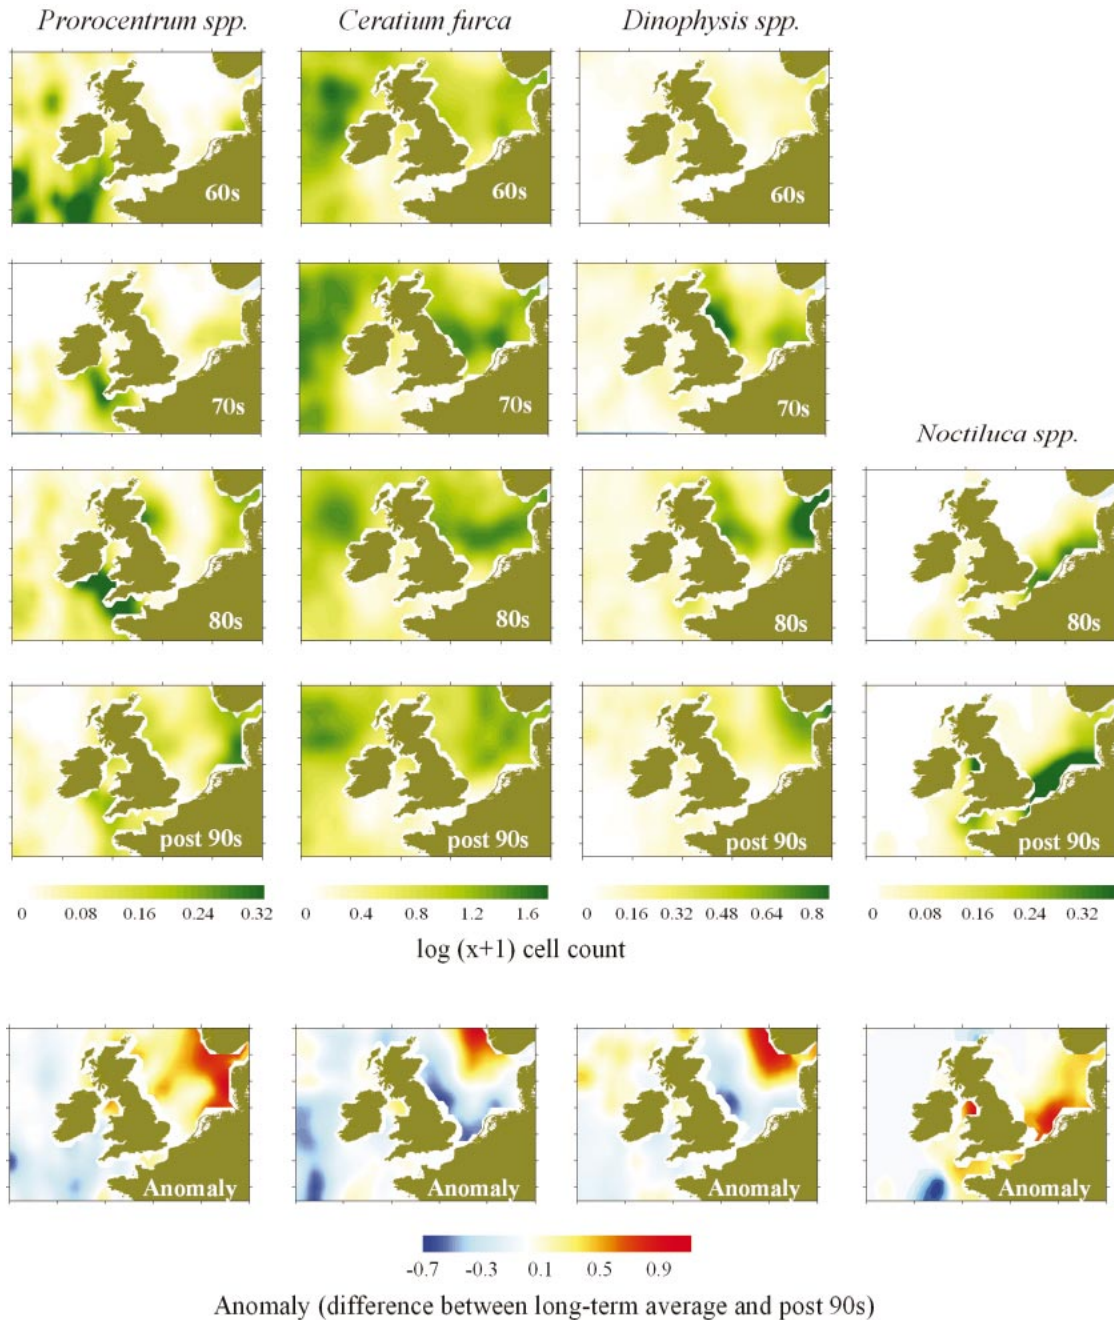 Prorocentrum spp. Ceratium furca Dinophysis spp.
60s 60s 60s
70s 70s 70s
Noctiluca spp.
80s 80s 80s 80s
post 90s post 90s post 90s post 90s
0 0.08 0.16 0.24 0.32 0 0.4 0.8 1.2 1.6 0 0.16 0.32 0.48 0.64 0.8 0 0.08 0.16 0.24 0.32
log (x+1) cell count
Anomaly Anomaly Anomaly Anomaly
-0.7 -0.3 0.1 0.5 0.9
Anomaly (difference between long-term average and post 90s)